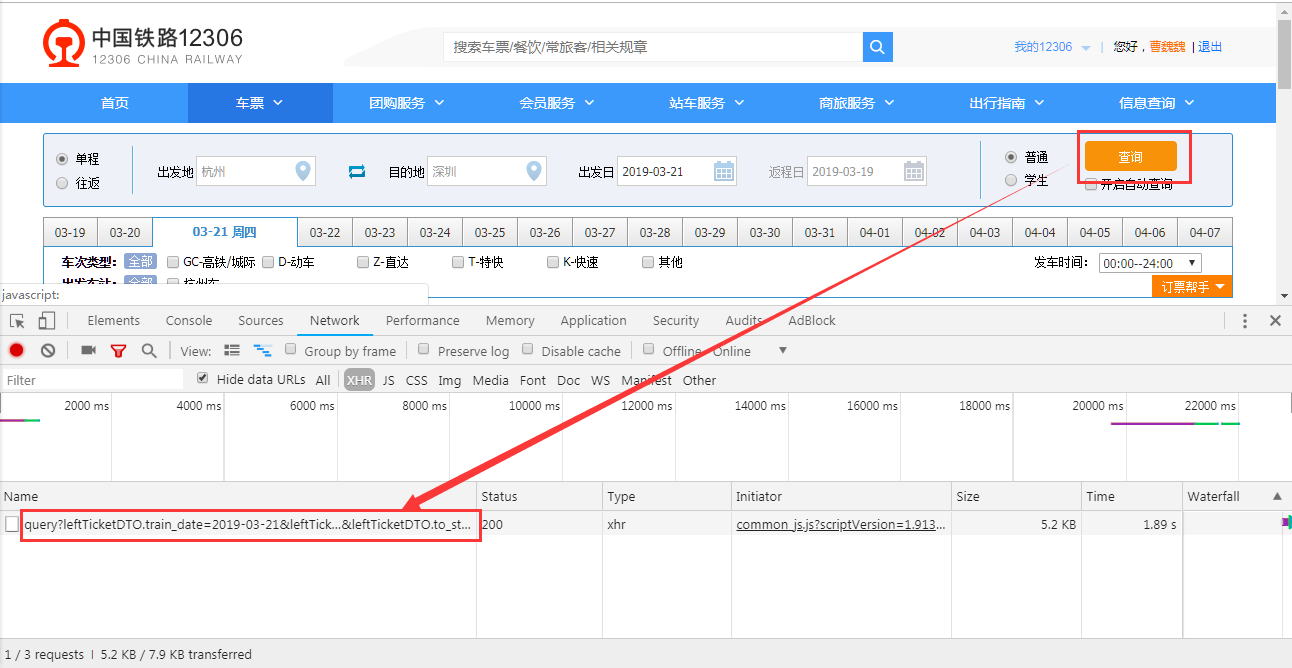 中国铁路12306
12306 CHINA RAILWAY
搜索车票/餐饮/常旅客/相关规章
我的12306 | 您好，曹魏魏 | 退出
首页 车票 团购服务 会员服务 站车服务 商旅服务 出行指南 信息查询
单程
往返
出发地 杭州 目的地 深圳 出发日 2019-03-21 返程日 2019-03-19
普通
学生
查询
开启自动查询
03-19 03-20 03-21 周四 03-22 03-23 03-24 03-25 03-26 03-27 03-28 03-29 03-30 03-31 04-01 04-02 04-03 04-04 04-05 04-06 04-07
车次类型： 全部 GC-高铁/城际 D-动车 Z-直达 T-特快 K-快速 其他 发车时间： 00:00--24:00
出发车站： 全部 杭州东 订票帮手
javascript:
Elements Console Sources Network Performance Memory Application Security Audits AdBlock
View: Group by frame Preserve log Disable cache Offline Online
Filter Hide data URLs All XHR JS CSS Img Media Font Doc WS Manifest Other
2000 ms 4000 ms 6000 ms 8000 ms 10000 ms 12000 ms 14000 ms 16000 ms 18000 ms 20000 ms 22000 ms
Name Status Type Initiator Size Time Waterfall
query?leftTicketDTO.train_date=2019-03-21&leftTick...&leftTicketDTO.to_st... 200 xhr common_js.js?scriptVersion=1.913... 5.2 KB 1.89 s
1 / 3 requests | 5.2 KB / 7.9 KB transferred